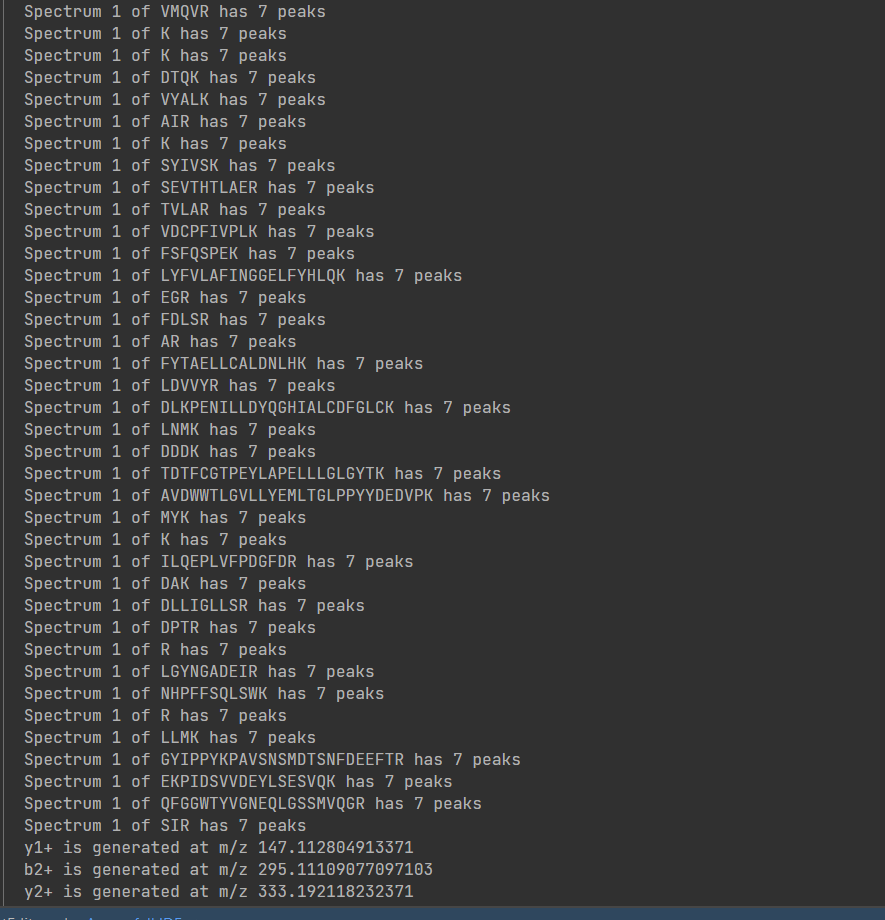 Spectrum 1 of VMQVR has 7 peaks
Spectrum 1 of K has 7 peaks
Spectrum 1 of K has 7 peaks
Spectrum 1 of DTQK has 7 peaks
Spectrum 1 of VYALK has 7 peaks
Spectrum 1 of AIR has 7 peaks
Spectrum 1 of K has 7 peaks
Spectrum 1 of SYIVSK has 7 peaks
Spectrum 1 of SEVTHTLAER has 7 peaks
Spectrum 1 of TVLAR has 7 peaks
Spectrum 1 of VDCPFIVPLK has 7 peaks
Spectrum 1 of FSFQSPEK has 7 peaks
Spectrum 1 of LYFVLAFINGGELFYHLQK has 7 peaks
Spectrum 1 of EGR has 7 peaks
Spectrum 1 of FDLSR has 7 peaks
Spectrum 1 of AR has 7 peaks
Spectrum 1 of FYTAELLCALDNLHK has 7 peaks
Spectrum 1 of LDVVYR has 7 peaks
Spectrum 1 of DLKPENILLDYQGHIALCDFGLCK has 7 peaks
Spectrum 1 of LNMK has 7 peaks
Spectrum 1 of DDDK has 7 peaks
Spectrum 1 of TDTFCGTPEYLAPELLLGLGYTK has 7 peaks
Spectrum 1 of AVDWWTLGVLLYEMLTGLPPYYDEDVPK has 7 peaks
Spectrum 1 of MYK has 7 peaks
Spectrum 1 of K has 7 peaks
Spectrum 1 of ILQEPLVFPDGFDR has 7 peaks
Spectrum 1 of DAK has 7 peaks
Spectrum 1 of DLLIGLLSR has 7 peaks
Spectrum 1 of DPTR has 7 peaks
Spectrum 1 of R has 7 peaks
Spectrum 1 of LGYNGADEIR has 7 peaks
Spectrum 1 of NHPFFSQLSWK has 7 peaks
Spectrum 1 of R has 7 peaks
Spectrum 1 of LLMK has 7 peaks
Spectrum 1 of GYIPPYKPAVSNSMDTSNFDEEFTR has 7 peaks
Spectrum 1 of EKPIDSVVDEYLSESVQK has 7 peaks
Spectrum 1 of QFGGWTYVGNEQLGSSMVQGR has 7 peaks
Spectrum 1 of SIR has 7 peaks
y1+ is generated at m/z 147.112804913371
b2+ is generated at m/z 295.11109077097103
y2+ is generated at m/z 333.192118232371